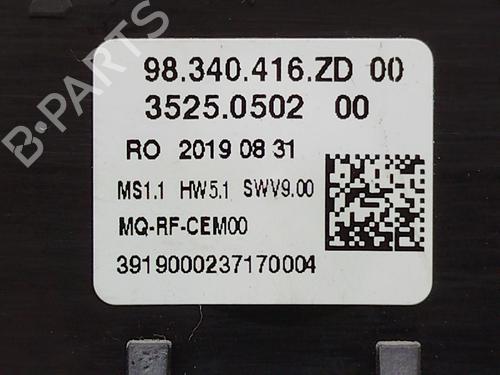 B-PARTS
98.340.416.ZD 00
3525.0502 00
RO 2019 08 31
MS1.1 HW5.1 SWV9.00
MQ-RF-CEM00
3919000237170004